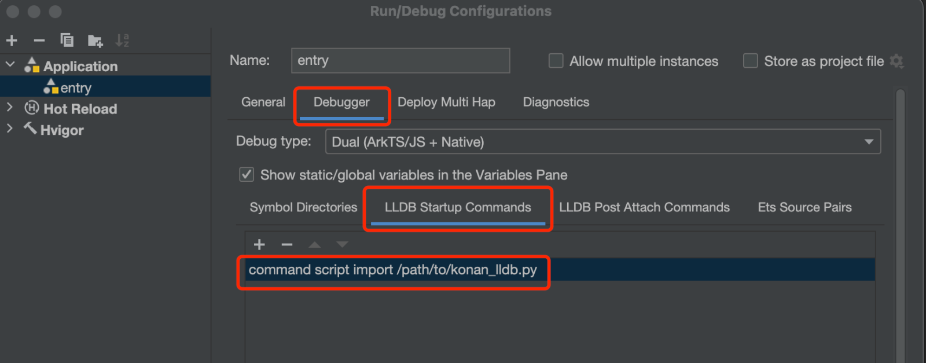 Run/Debug Configurations
Application
entry
Hot Reload
Hvigor
Name:
entry
Allow multiple instances
Store as project file
General
Debugger
Deploy Multi Hap
Diagnostics
Debug type:
Dual (ArkTS/JS + Native)
Show static/global variables in the Variables Pane
Symbol Directories
LLDB Startup Commands
LLDB Post Attach Commands
Ets Source Pairs
command script import /path/to/konan_lldb.py